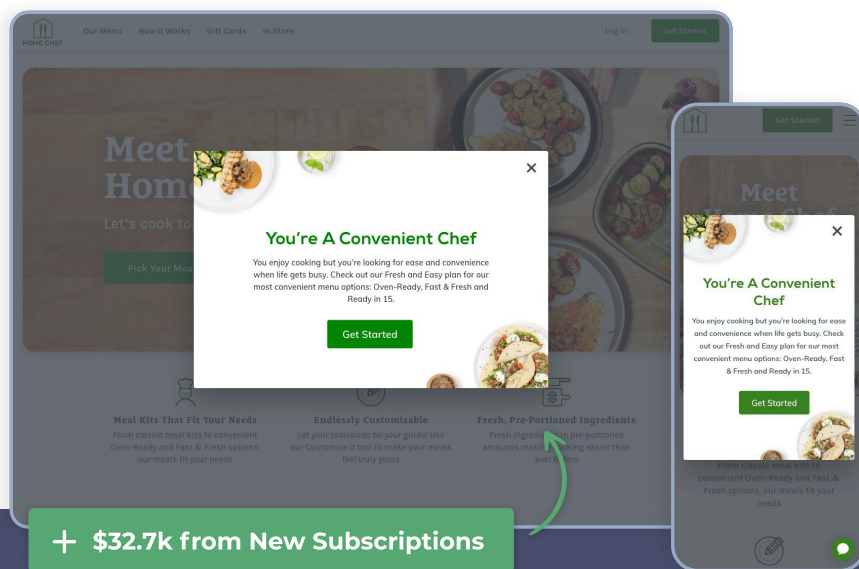 HOME CHEF
Our Menu
How It Works
Gift Cards
In Store
Log In
Get Started
Meet
Hom
Let's cook to
Pick Your Mea
You're A Convenient Chef
You enjoy cooking but you're looking for ease and convenience
when life gets busy. Check out our Fresh and Easy plan for our
most convenient menu options: Oven-Ready, Fast & Fresh and
Ready in 15.
Get Started
Meal Kits That Fit Your Needs
From classic meal kits to convenient
Oven-Ready and Fast & Fresh options,
our meals fit your needs
Endlessly Customizable
Let your tastebuds be your guide! Use
our Customize It tool to make your meals
feel truly yours
Fresh, Pre-Portioned Ingredients
Fresh ingred in pre-portioned
amounts making cooking easier than
over before
+ $32.7k from New Subscriptions
Get Started
Meet
You're A Convenient
Chef
You enjoy cooking but you're looking for ease
and convenience when life gets busy. Check
out our Fresh and Easy plan for our most
convenient menu options: Oven-Ready, Fast
& Fresh and Ready in 15.
Get Started
From classic meal kits to
convenient Oven-Ready and Fast &
Fresh options, our meals fit your
needs